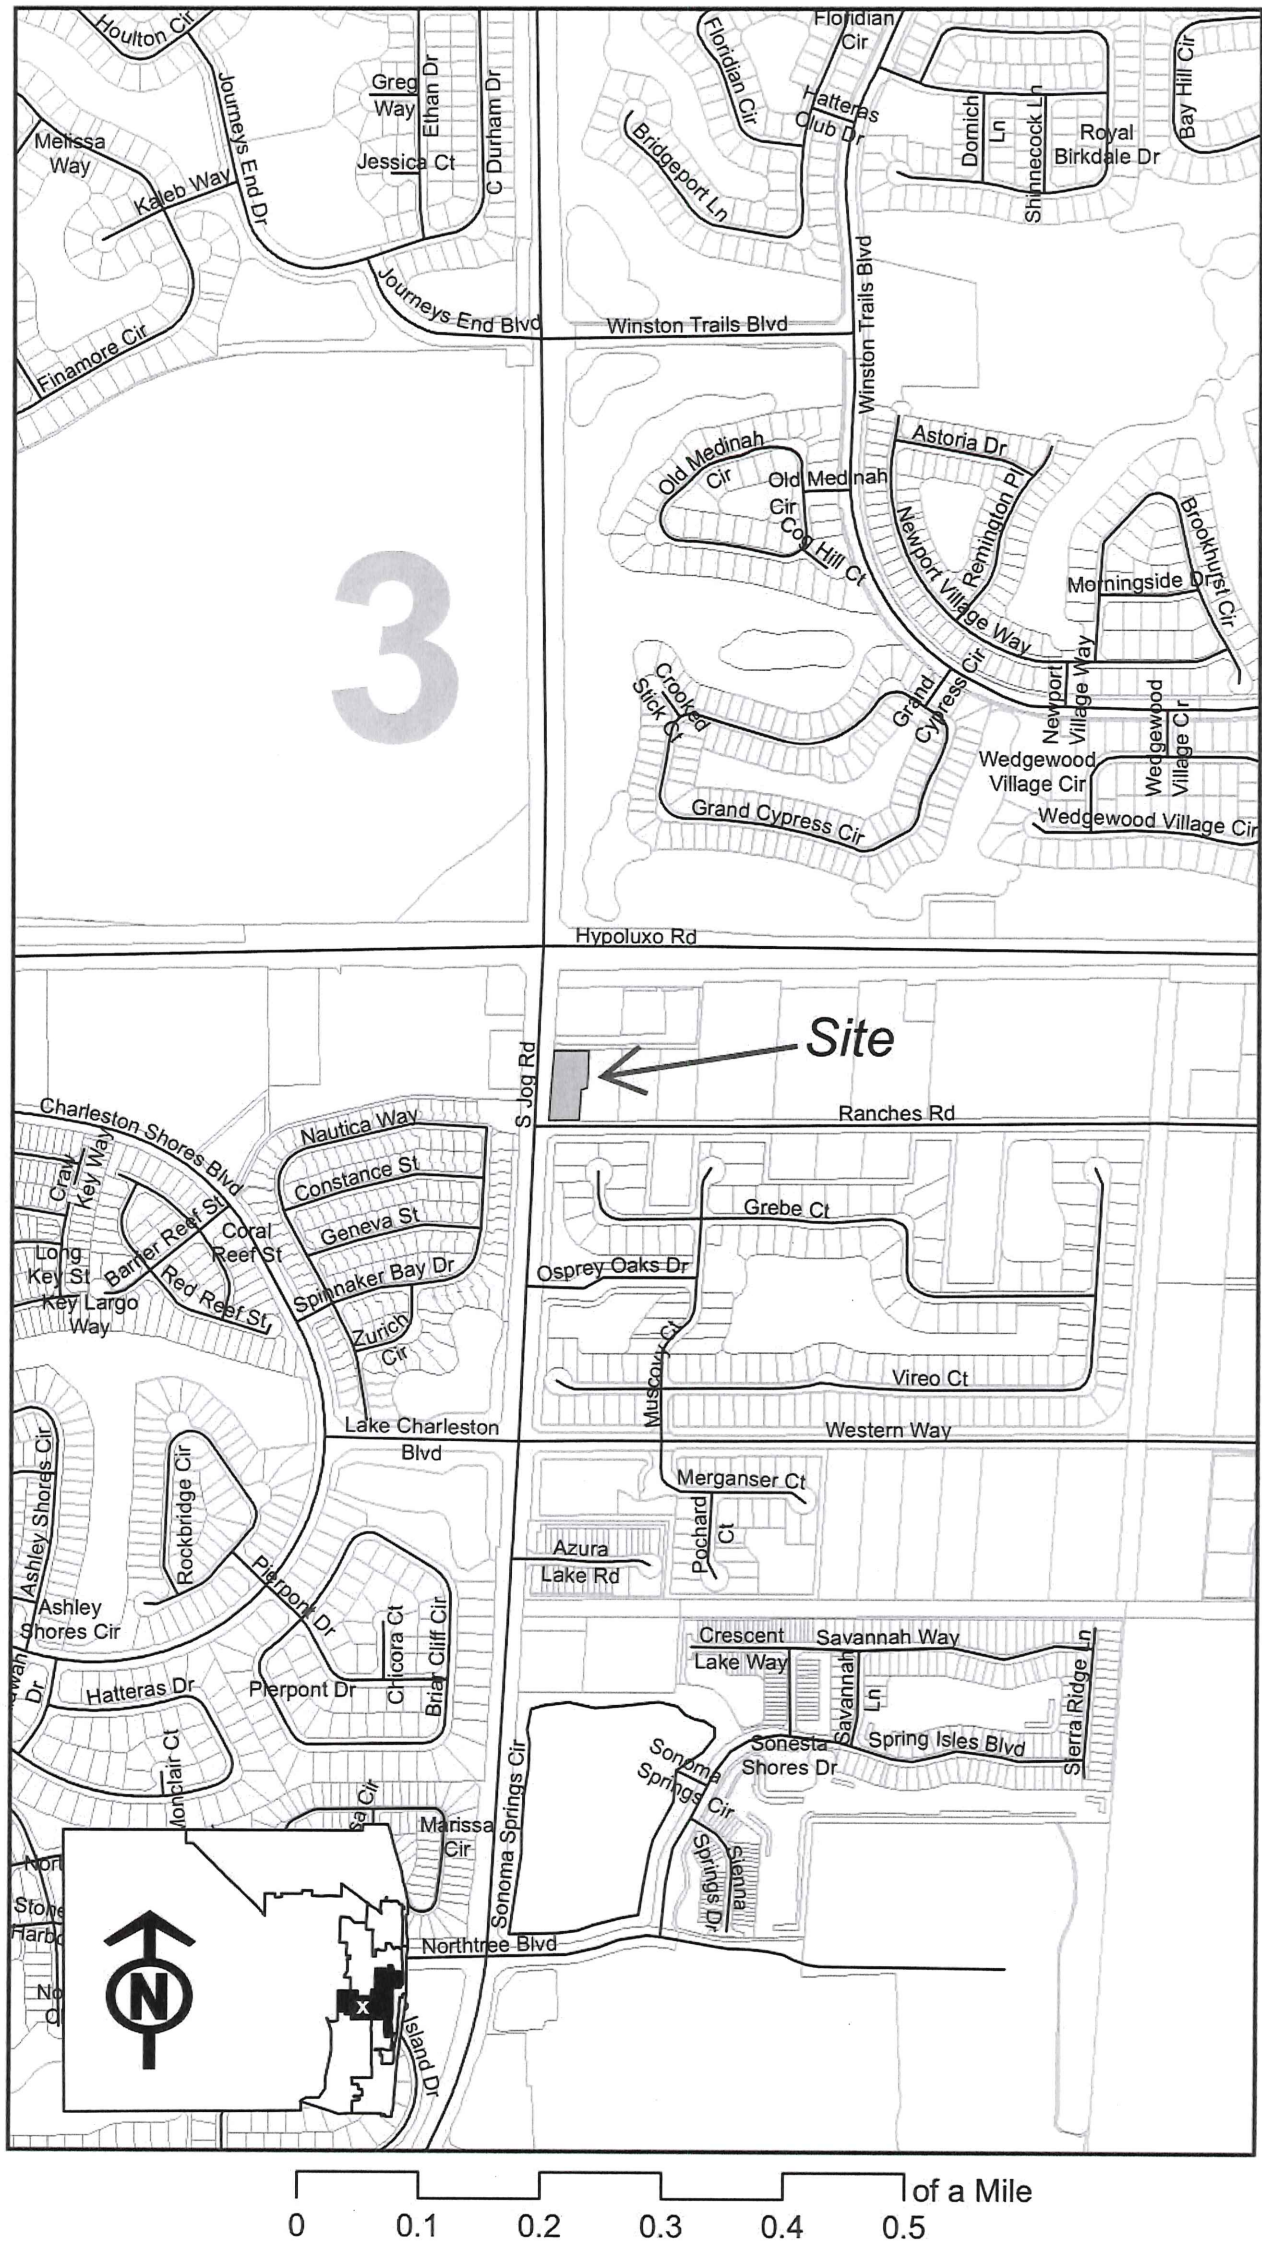 Houlton Cir
Journeys End Dr
Greg
Way
Ethan Dr
C Durham Dr
Jessica Ct
Melissa
Way
Kaleb Way
Finamore Cir
Journeys End Blvd
Floridian Cir
Floridian
Cir
Hatteras
Club Dr
Bridgeport Ln
Dornich
Ln
Shinnecock Ln
Royal
Birkdale Dr
Bay Hill Cir
Winston Trails Blvd
Winston Trails Blvd
Winston Trails Blvd
Old Medinah
Cir
Old Medinah
Cir
Cog Hill Ct
Astoria Dr
Remington Pl
Newport Village Way
Morningside Dr
Brookhurst Cir
3
Crooked
Stick Ct
Grand
Cypress Cir
Newport
Village Way
Wedgewood
Village Cir
Wedgewood
Village Cir
Grand Cypress Cir
Wedgewood Village Cir
Hypoluxo Rd
Site
S Jog Rd
Ranches Rd
Charleston Shores Blvd
Nautica Way
Constance St
Geneva St
Spinnaker Bay Dr
Zurich
Cir
Craw
Key Way
Barrier Reef St
Coral
Reef St
Long
Key St
Red Reef St
Key Largo
Way
Grebe Ct
Osprey Oaks Dr
Muscovy Ct
Vireo Ct
Lake Charleston
Blvd
Western Way
Ashley Shores Cir
Rockbridge Cir
Merganser Ct
Pochard
Ct
Azura
Lake Rd
Pierpont Dr
Ashley
Shores Cir
Chicora Ct
Briar Cliff Cir
Crescent
Lake Way
Savannah Way
Savannah
Ln
Sierra Ridge Ln
Dr
Hatteras Dr
Pierpont Dr
Sonoma
Springs Cir
Sonesta
Shores Dr
Spring Isles Blvd
Marissa
Cir
Sonoma Springs Cir
Sienna
Springs Dr
Northtree Blvd
N
x
Island Dr
of a Mile
0 0.1 0.2 0.3 0.4 0.5